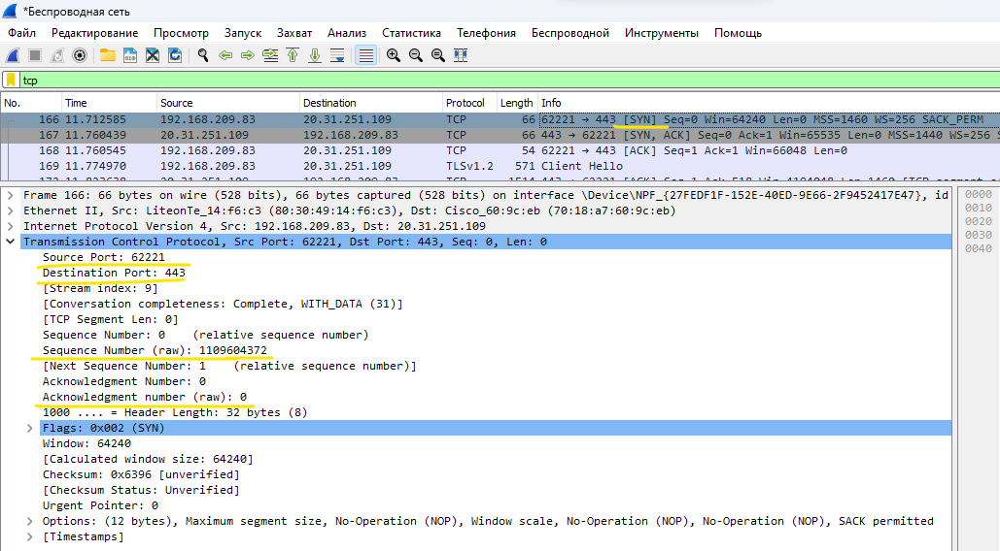 *Беспроводная сеть
Файл Редактирование Просмотр Запуск Захват Анализ Статистика Телефония Беспроводной Инструменты Помощь
tcp
No. Time Source Destination Protocol Length Info
166 11.712585 192.168.209.83 20.31.251.109 TCP 66 62221 → 443 [SYN] Seq=0 Win=64240 Len=0 MSS=1460 WS=256 SACK_PERM
167 11.760439 20.31.251.109 192.168.209.83 TCP 66 443 → 62221 [SYN, ACK] Seq=0 Ack=1 Win=65535 Len=0 MSS=1440 WS=256 S
168 11.760545 192.168.209.83 20.31.251.109 TCP 54 62221 → 443 [ACK] Seq=1 Ack=1 Win=66048 Len=0
169 11.774970 192.168.209.83 20.31.251.109 TLSv1.2 571 Client Hello
Frame 166: 66 bytes on wire (528 bits), 66 bytes captured (528 bits) on interface \Device\NPF_{27FEDF1F-152E-40ED-9E66-2F9452417E47}, id
Ethernet II, Src: LiteonTe_14:f6:c3 (80:30:49:14:f6:c3), Dst: Cisco_60:9c:eb (70:18:a7:60:9c:eb)
Internet Protocol Version 4, Src: 192.168.209.83, Dst: 20.31.251.109
Transmission Control Protocol, Src Port: 62221, Dst Port: 443, Seq: 0, Len: 0
Source Port: 62221
Destination Port: 443
[Stream index: 9]
[Conversation completeness: Complete, WITH_DATA (31)]
[TCP Segment Len: 0]
Sequence Number: 0 (relative sequence number)
Sequence Number (raw): 1109604372
[Next Sequence Number: 1 (relative sequence number)]
Acknowledgment Number: 0
Acknowledgment number (raw): 0
1000 .... = Header Length: 32 bytes (8)
Flags: 0x002 (SYN)
Window: 64240
[Calculated window size: 64240]
Checksum: 0x6396 [unverified]
[Checksum Status: Unverified]
Urgent Pointer: 0
Options: (12 bytes), Maximum segment size, No-Operation (NOP), Window scale, No-Operation (NOP), No-Operation (NOP), SACK permitted
[Timestamps]
0000
0010
0020
0030
0040